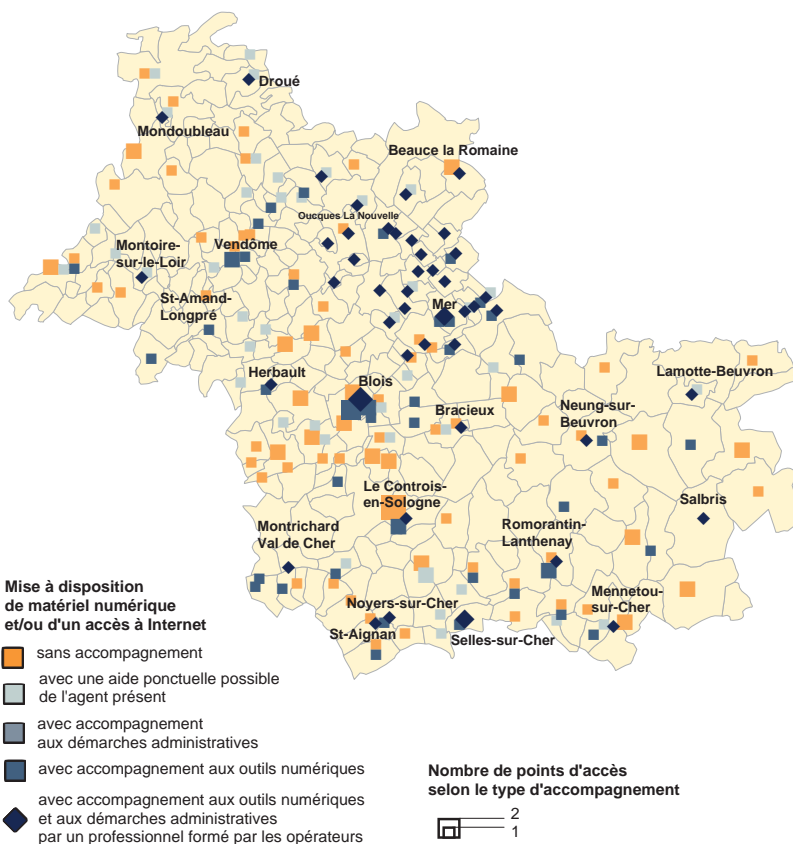 Droué
Mondoubleau
Beauce la Romaine
Oucques La Nouvelle
Montoire-
sur-le-Loir
Vendôme
St-Amand-
Longpré
Mer
Herbault
Blois
Lamotte-Beuvron
Bracieux
Neung-sur-
Beuvron
Le Controis-
en-Sologne
Salbris
Montrichard
Val de Cher
Romorantin-
Lanthenay
Mennetou-
sur-Cher
Noyers-sur-Cher
St-Aignan
Selles-sur-Cher
Mise à disposition
de matériel numérique
et/ou d'un accès à Internet
sans accompagnement
avec une aide ponctuelle possible
de l'agent présent
avec accompagnement
aux démarches administratives
avec accompagnement aux outils numériques
avec accompagnement aux outils numériques
et aux démarches administratives
par un professionnel formé par les opérateurs
Nombre de points d'accès
selon le type d'accompagnement
2
1